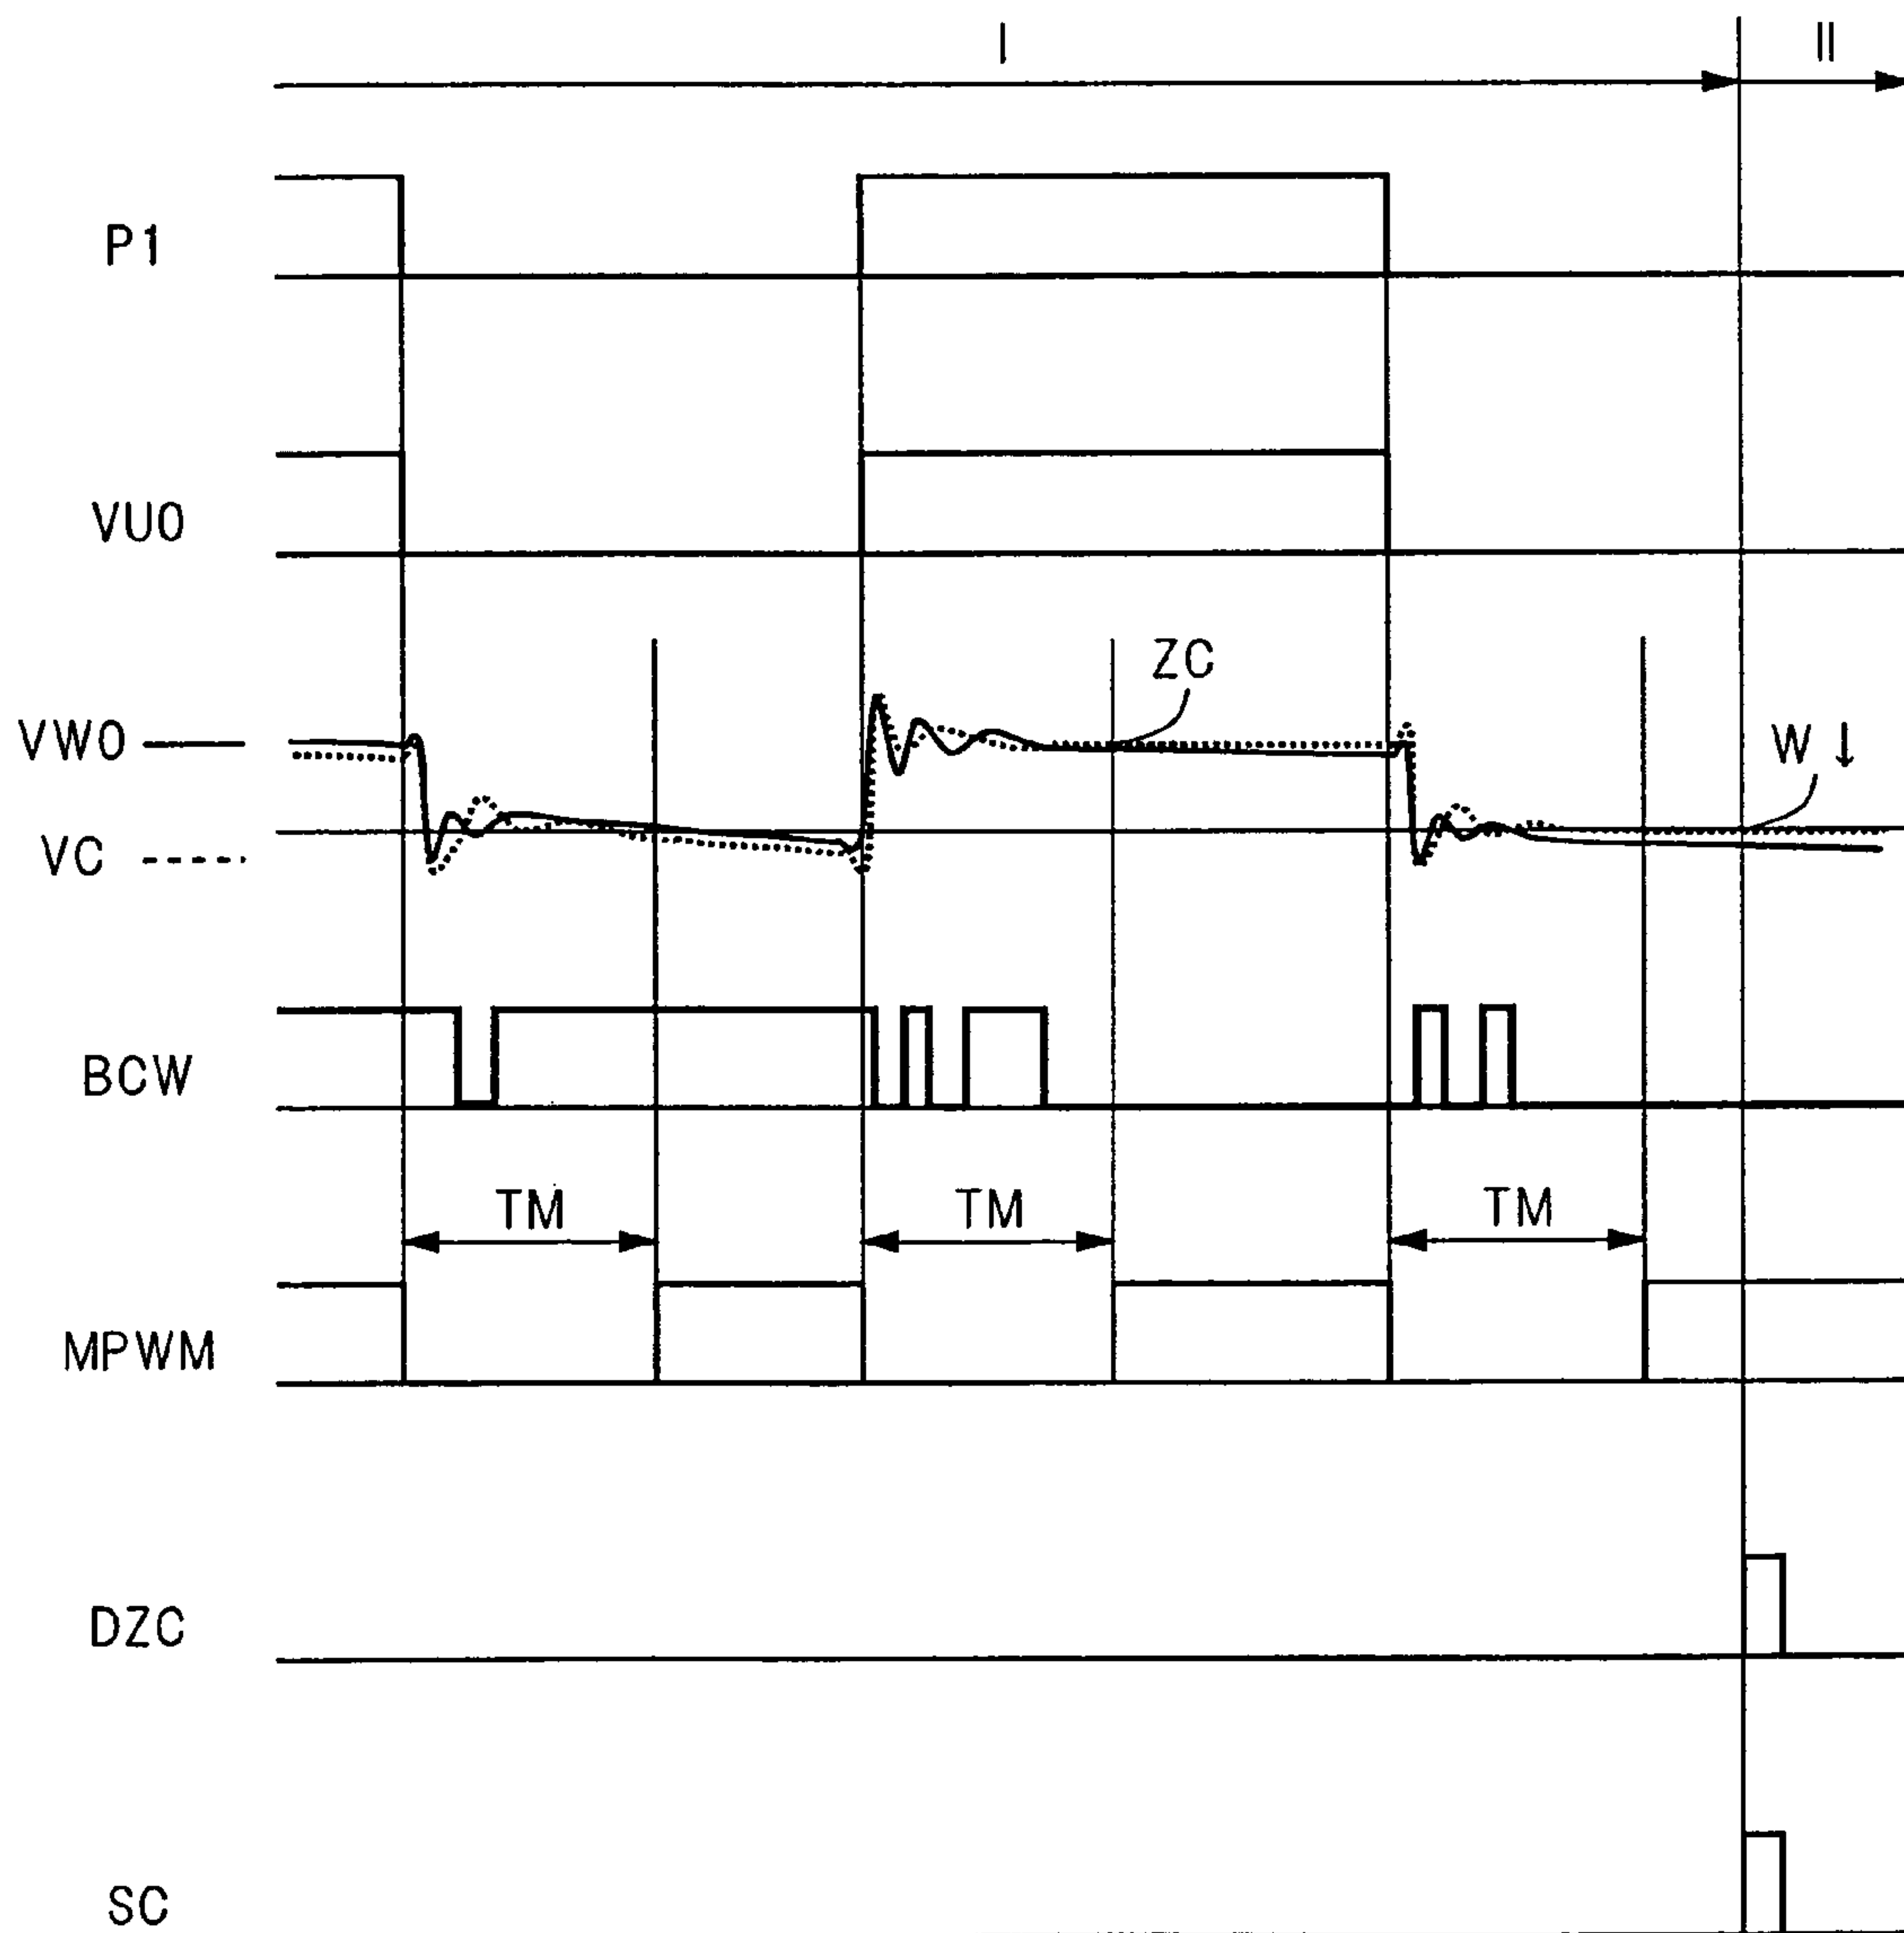 I II
P1
VU0
ZC
VW0
W ↓
VC
BCW
TM TM TM
MPWM
DZC
SC